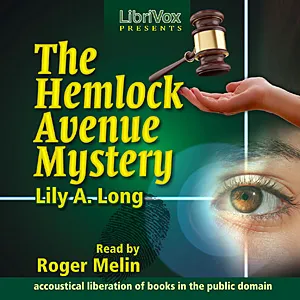 LibriVox
PRESENTS
The
Hemlock
Avenue
Mystery
Lily A. Long
Read by
Roger Melin
accoustical liberation of books in the public domain